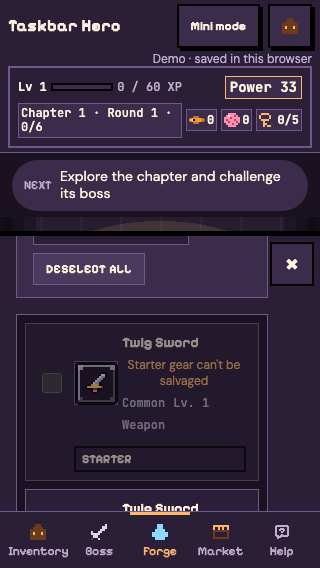 Taskbar Hero
Mini mode
Demo · saved in this browser
Lv 1
0 / 60 XP
Power 33
Chapter 1 · Round 1 ·
0/6
0
0
0/5
NEXT
Explore the chapter and challenge
its boss
DESELECT ALL
Twig Sword
Starter gear can't be
salvaged
Common Lv. 1
Weapon
STARTER
Twig Sword
Inventory
Boss
Forge
Market
Help